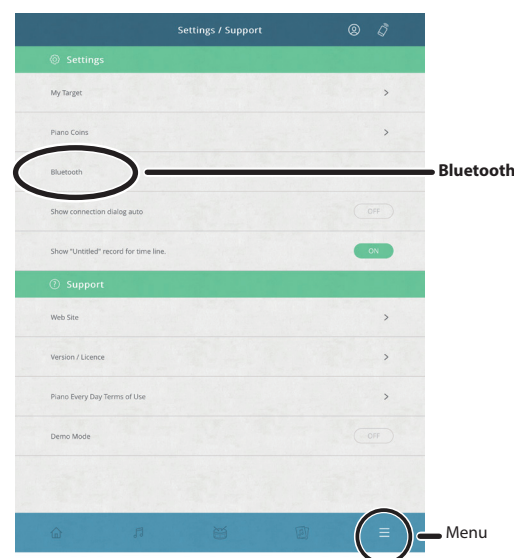 Settings / Support
Settings
My Target
Piano Coins
Bluetooth
Bluetooth
Show connection dialog auto
OFF
Show "Untitled" record for time line.
ON
Support
Web Site
Version / Licence
Piano Every Day Terms of Use
Demo Mode
OFF
Menu